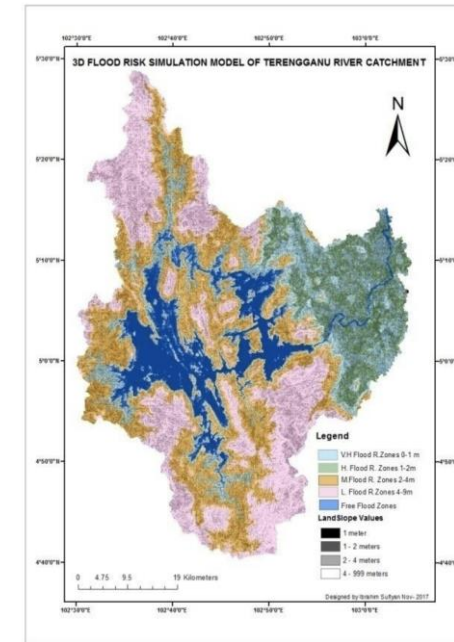 102°30'0"E 102°40'0"E 102°50'0"E 103°0'0"E
3D FLOOD RISK SIMULATION MODEL OF TERENGGANU RIVER CATCHMENT
N
5°20'0"N
5°10'0"N
5°0'0"N
4°50'0"N
4°40'0"N
Legend
V.H Flood R.Zones 0-1 m
H. Flood R. Zones 1-2m
M.Flood R. Zones 2-4m
L. Flood R.Zones 4-9m
Free Flood Zones
LandSlope Values
1 meter
1 - 2 meters
2 - 4 meters
4 - 999 meters
0 4.75 9.5 19 Kilometers
Designed by Ibrahim Sufiyan Nov- 2017
102°30'0"E 102°40'0"E 102°50'0"E 103°0'0"E